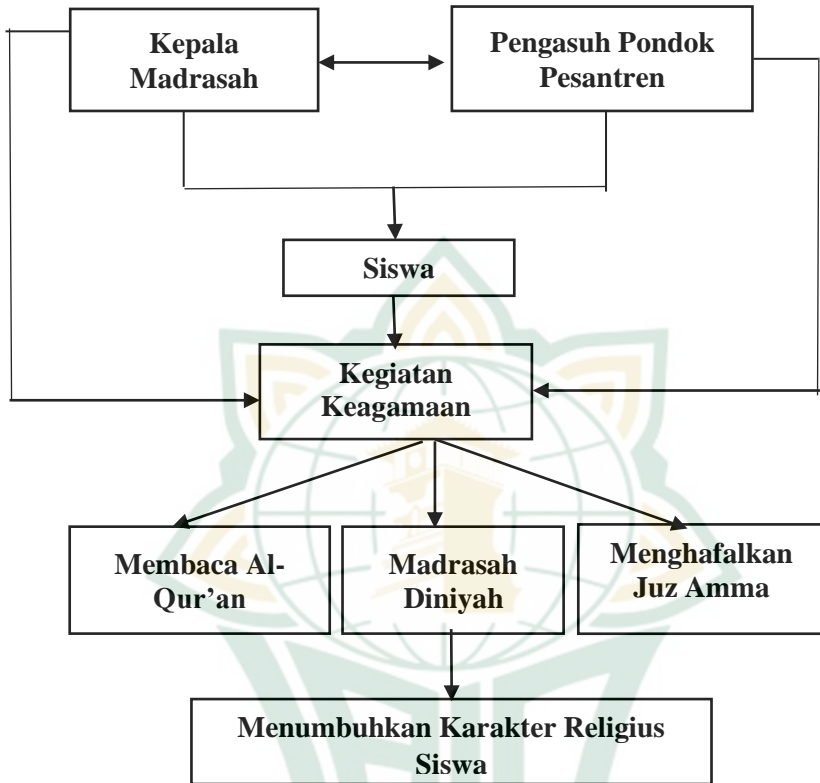 Kepala
Madrasah
Pengasuh Pondok
Pesantren
Siswa
Kegiatan
Keagamaan
Membaca Al-
Qur’an
Madrasah
Diniyah
Menghafalkan
Juz Amma
Menumbuhkan Karakter Religius
Siswa